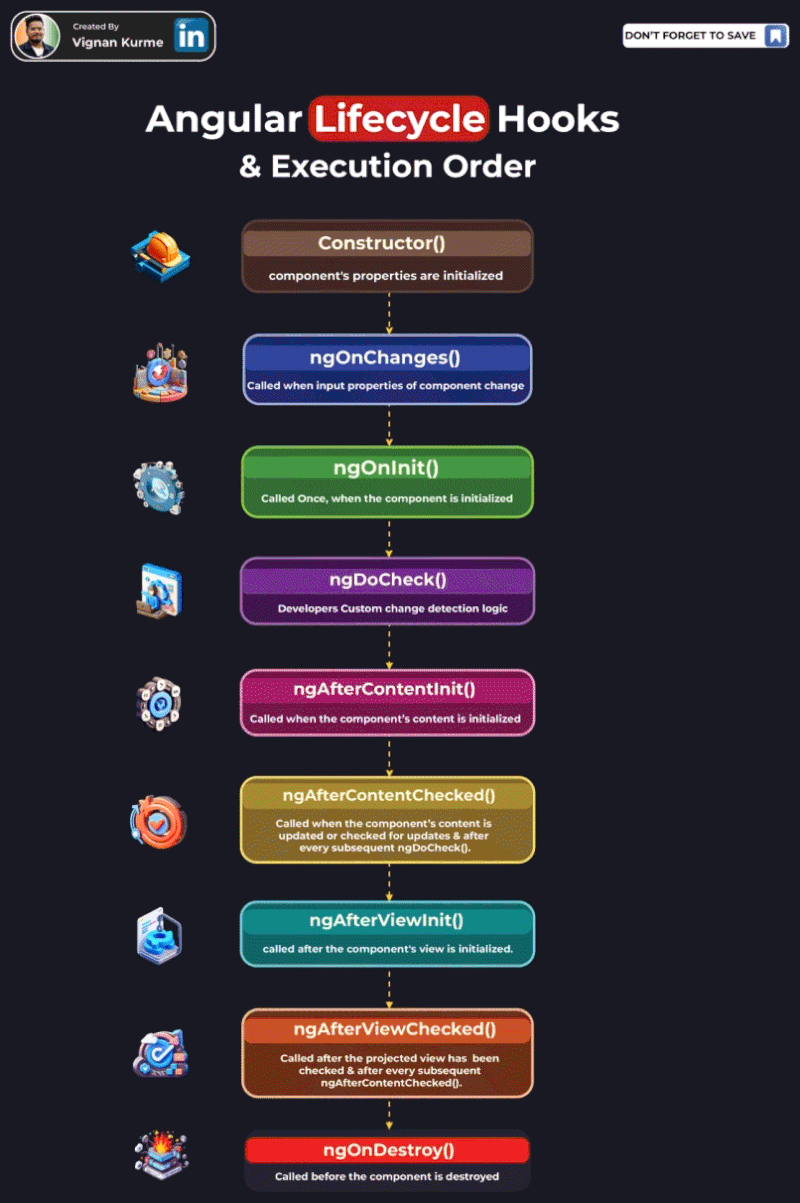 Created By
Vignan Kurme
in
DON'T FORGET TO SAVE
Angular Lifecycle Hooks
& Execution Order
Constructor()
component's properties are initialized
ngOnChanges()
Called when input properties of component change
ngOnInit()
Called Once, when the component is initialized
ngDoCheck()
Developers Custom change detection logic
ngAfterContentInit()
Called when the component's content is initialized
ngAfterContentChecked()
Called when the component's content is
updated or checked for updates & after
every subsequent ngDoCheck().
ngAfterViewInit()
called after the component's view is initialized.
ngAfterViewChecked()
Called after the projected view has been
checked & after every subsequent
ngAfterContentChecked().
ngOnDestroy()
Called before the component is destroyed